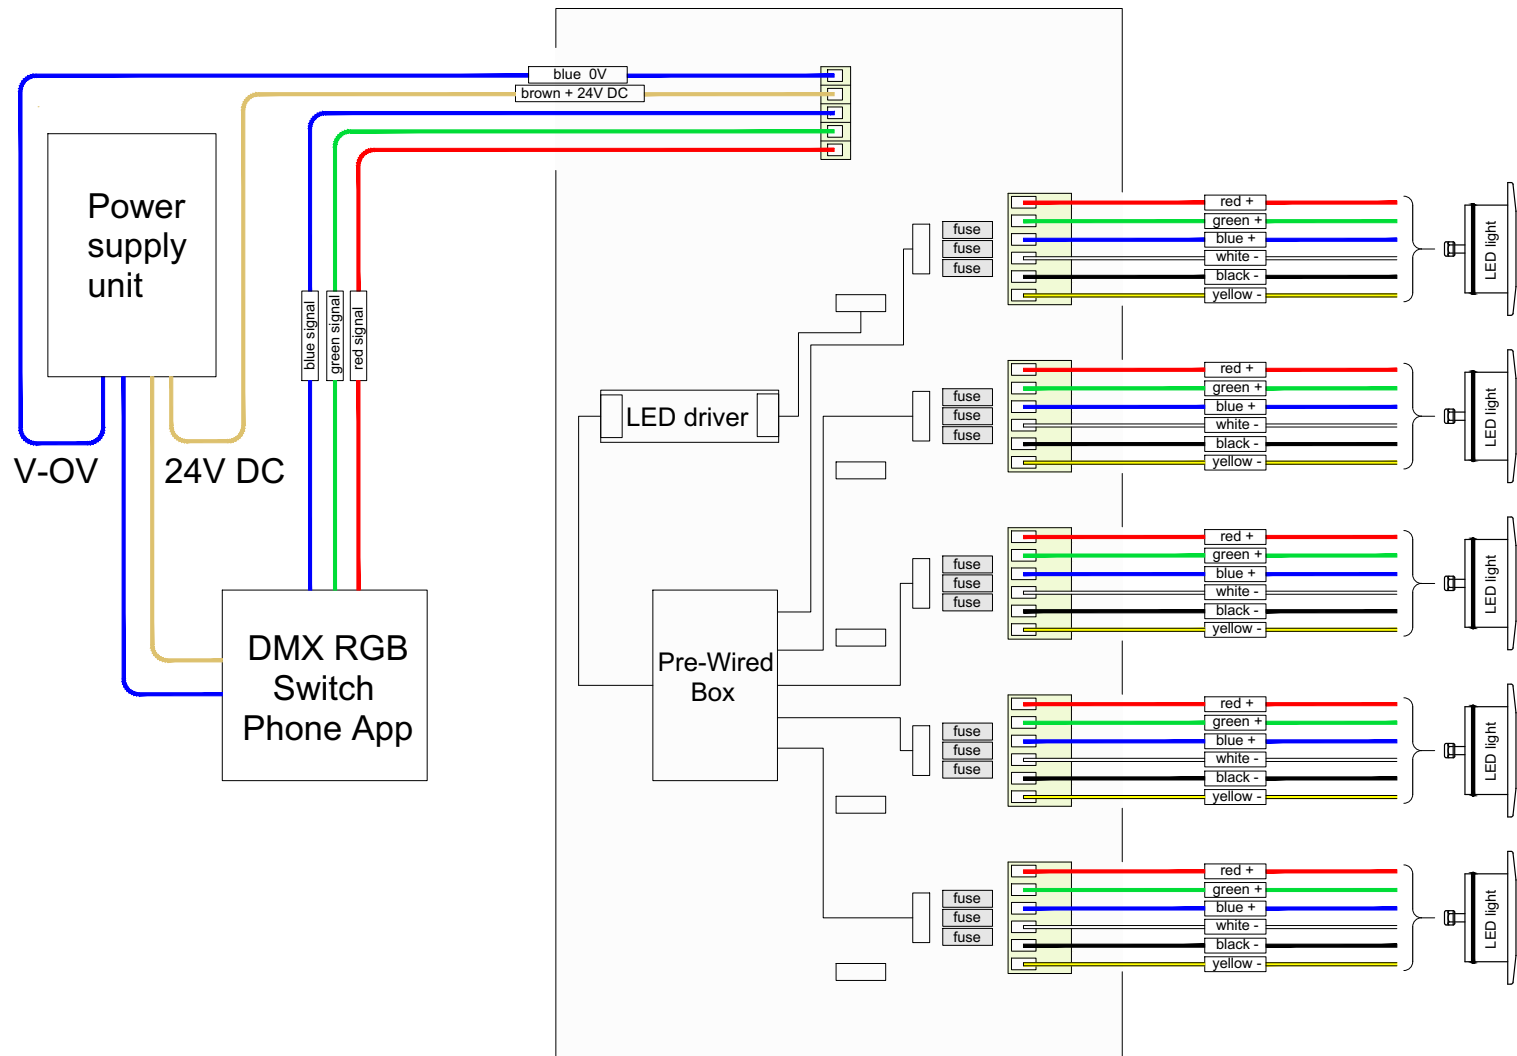 blue 0V
brown + 24V DC
Power
supply
unit
blue signal
green signal
red signal
V-OV
24V DC
DMX RGB
Switch
Phone App
LED driver
Pre-Wired
Box
fuse
fuse
fuse
red +
green +
blue +
white -
black -
yellow -
LED light
fuse
fuse
fuse
red +
green +
blue +
white -
black -
yellow -
LED light
fuse
fuse
fuse
red +
green +
blue +
white -
black -
yellow -
LED light
fuse
fuse
fuse
red +
green +
blue +
white -
black -
yellow -
LED light
fuse
fuse
fuse
red +
green +
blue +
white -
black -
yellow -
LED light